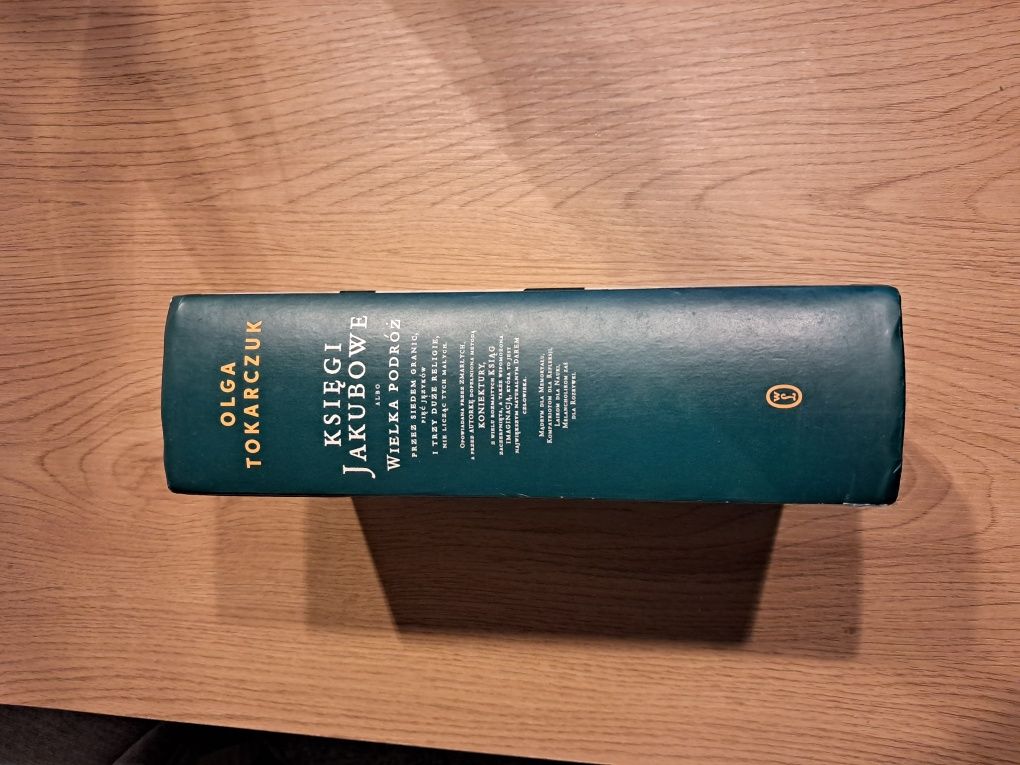 OLGA
TOKARCZUK
KSIĘGI
JAKUBOWE
ALBO
WIELKA PODRÓŻ
PRZEZ SIEDEM GRANIC,
PIĘĆ JĘZYKÓW
I TRZY DUŻE RELIGIE,
NIE LICZĄC TYCH MAŁYCH.
OPOWIADANA PRZEZ ZMARŁYCH,
A PRZEZ AUTORKĘ DOPEŁNIONA METODĄ
KONIEKTURY,
Z WIELU ROZMAITYCH KSIĄG
ZACZERPNIĘTA, A TAKŻE WSPOMOŻONA
IMAGINACJĄ, KTÓRA TO JEST
NAJWIĘKSZYM NATURALNYM DAREM
CZŁOWIEKA.
MĄDRYM DLA MEMORYAŁU,
KOMPATRIOTOM DLA REFLEKSJI,
LAIKOM DLA NAUKI,
MELANCHOLIKOM ZAŚ
DLA ROZRYWKI.
W
L